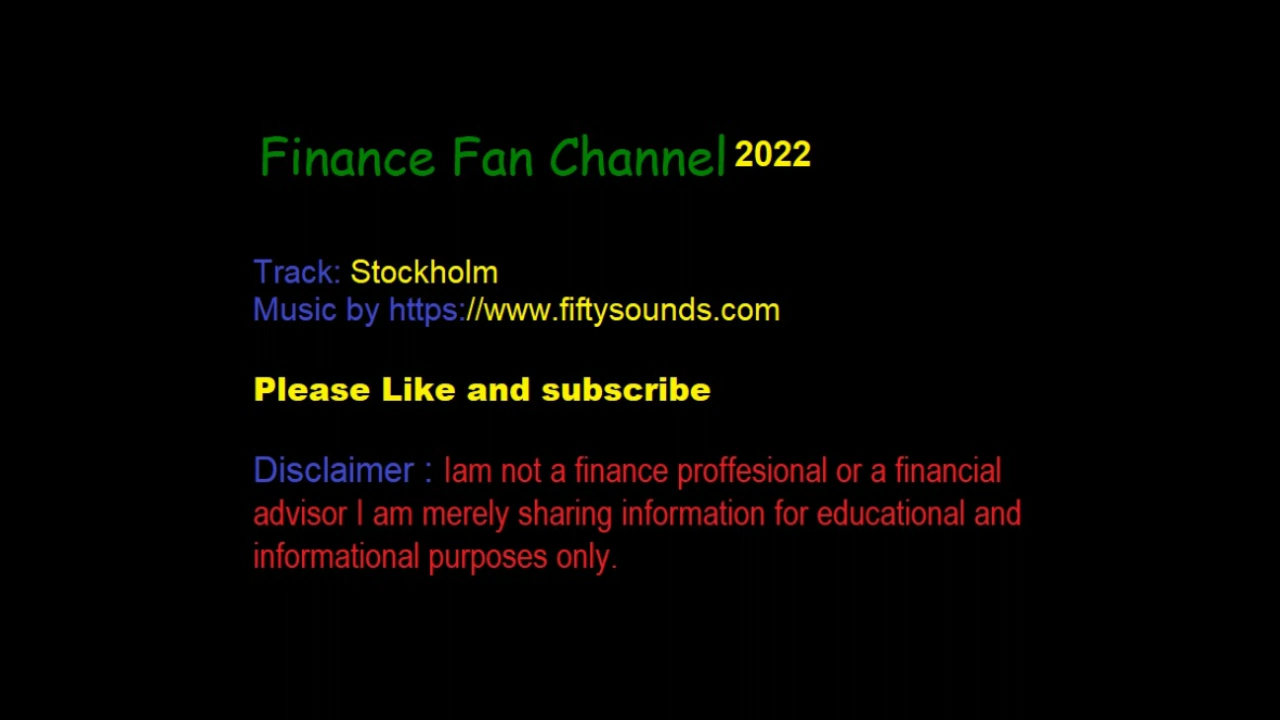 Finance Fan Channel 2022
Track: Stockholm
Music by https://www.fiftysounds.com
Please Like and subscribe
Disclaimer : Iam not a finance proffesional or a financial
advisor I am merely sharing information for educational and
informational purposes only.